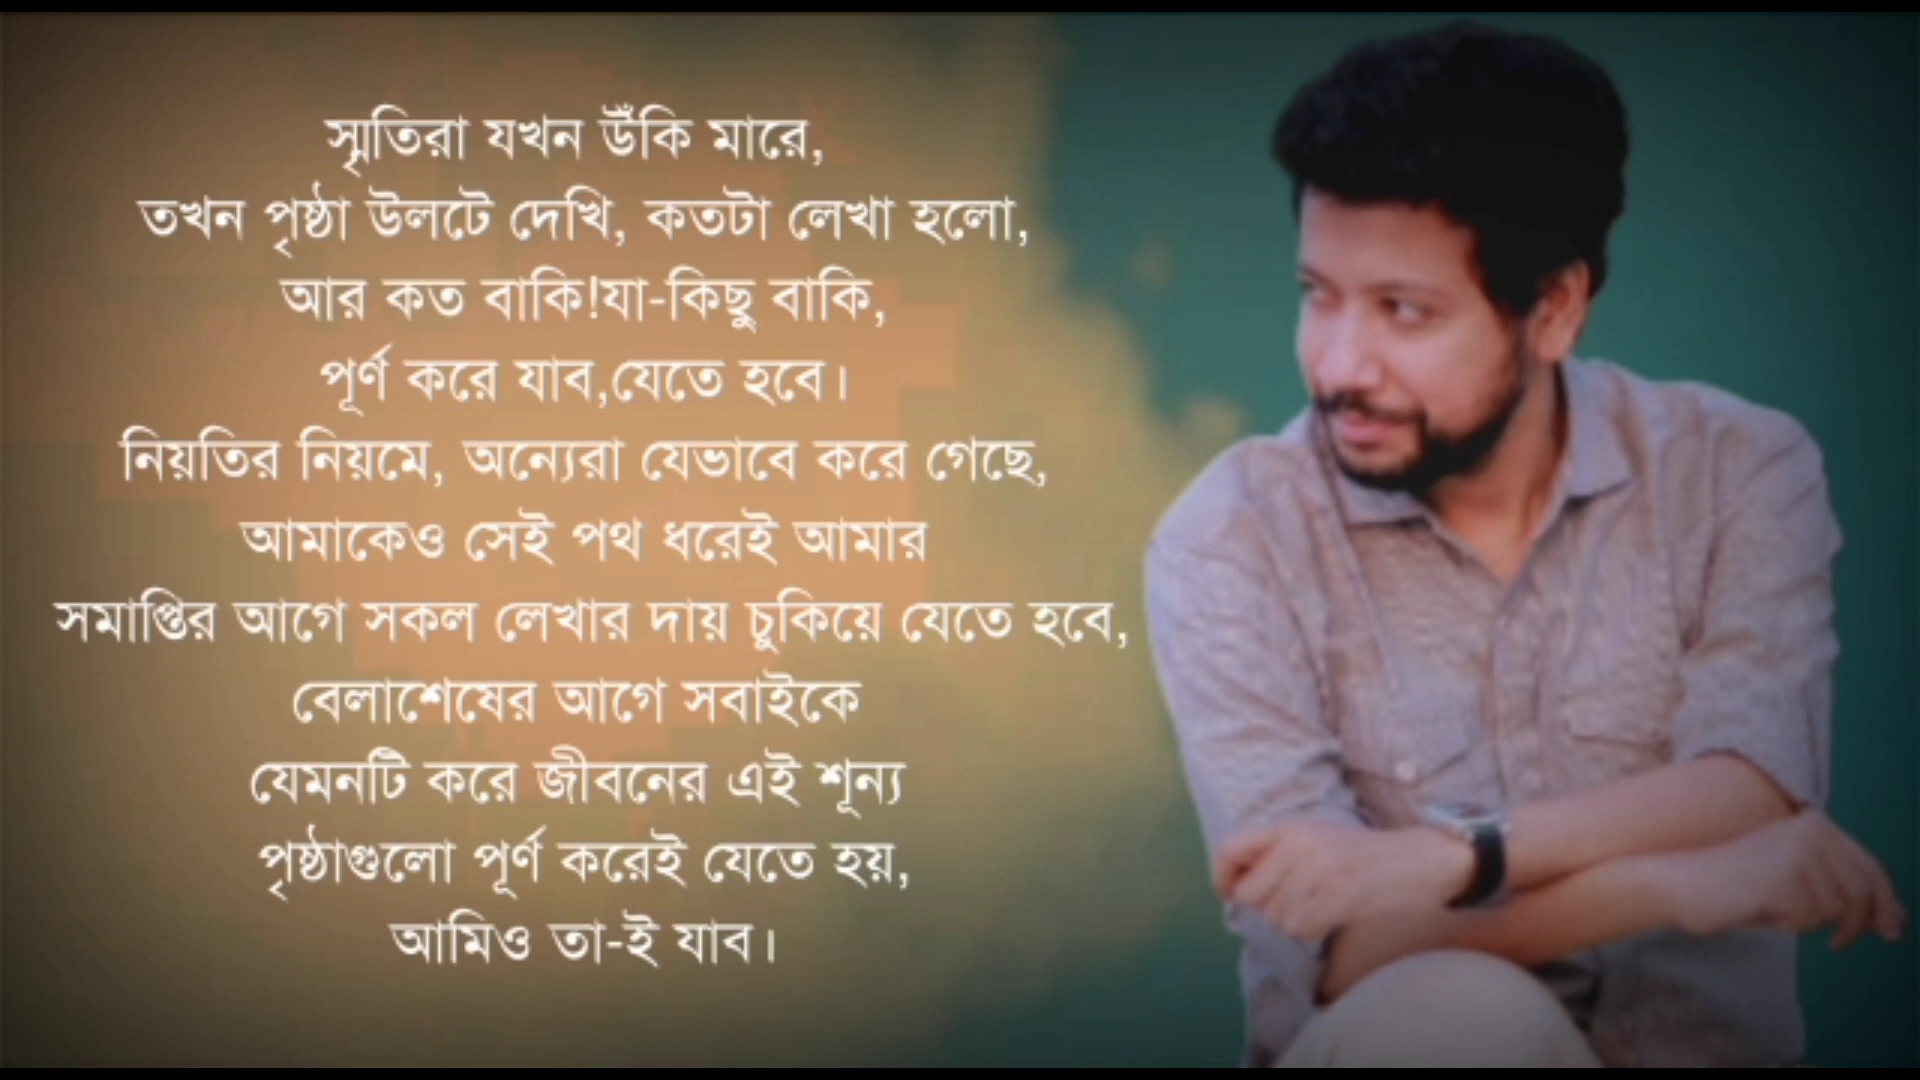 স্মৃতিরা যখন উঁকি মারে,
তখন পৃষ্ঠা উলটে দেখি, কতটা লেখা হলো,
আর কত বাকি!যা-কিছু বাকি,
পূর্ণ করে যাব,যেতে হবে।
নিয়তির নিয়মে, অন্যেরা যেভাবে করে গেছে,
আমাকেও সেই পথ ধরেই আমার
সমাপ্তির আগে সকল লেখার দায় চুকিয়ে যেতে হবে,
বেলাশেষের আগে সবাইকে
যেমনটি করে জীবনের এই শূন্য
পৃষ্ঠাগুলো পূর্ণ করেই যেতে হয়,
আমিও তা-ই যাব।